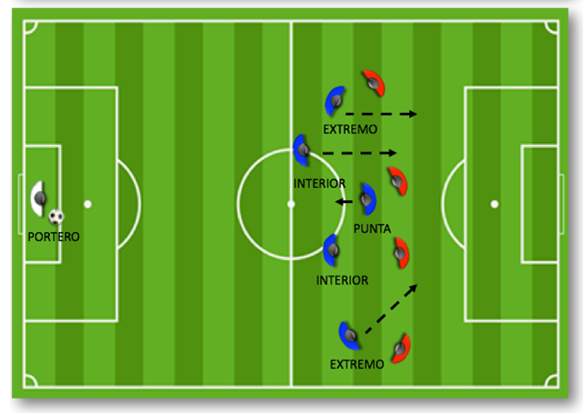 EXTREMO
INTERIOR
PORTERO
PUNTA
INTERIOR
EXTREMO